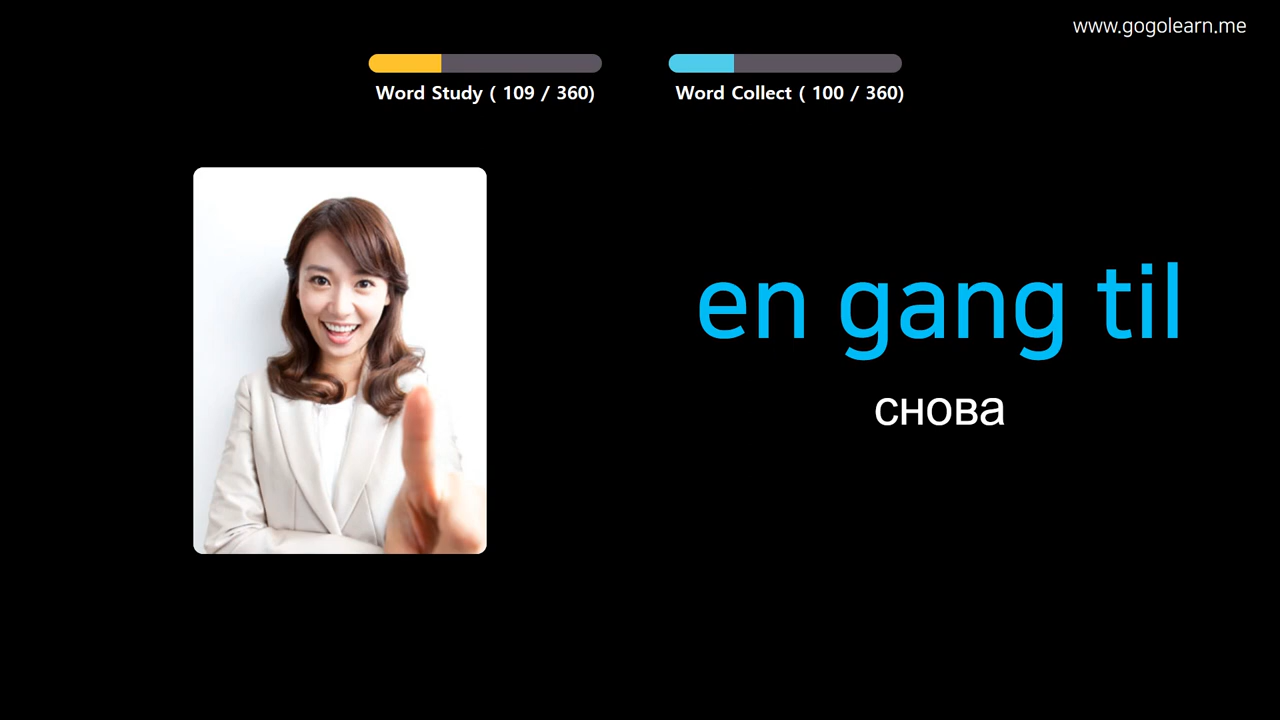 www.gogolearn.me
Word Study ( 109 / 360)
Word Collect ( 100 / 360)
en gang til
снова